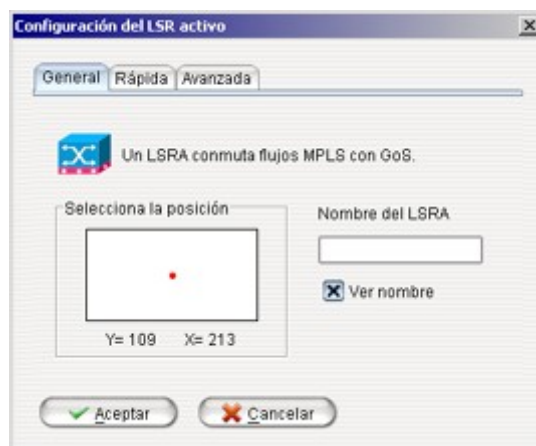 Configuración del LSR activo
General Rápida Avanzada
Un LSRA conmuta flujos MPLS con GoS.
Selecciona la posición
Nombre del LSRA
Ver nombre
Y= 109 X= 213
Aceptar Cancelar